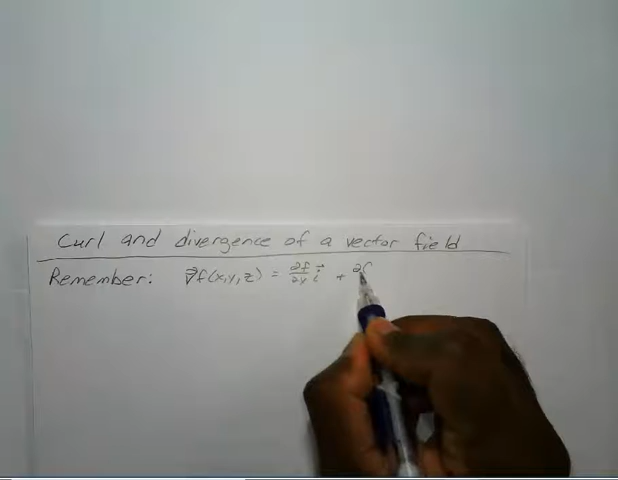 Curl and divergence of a vector field
Remember: ∇⃗f(x,y,z) = ∂f/∂y i⃗ + ∂f